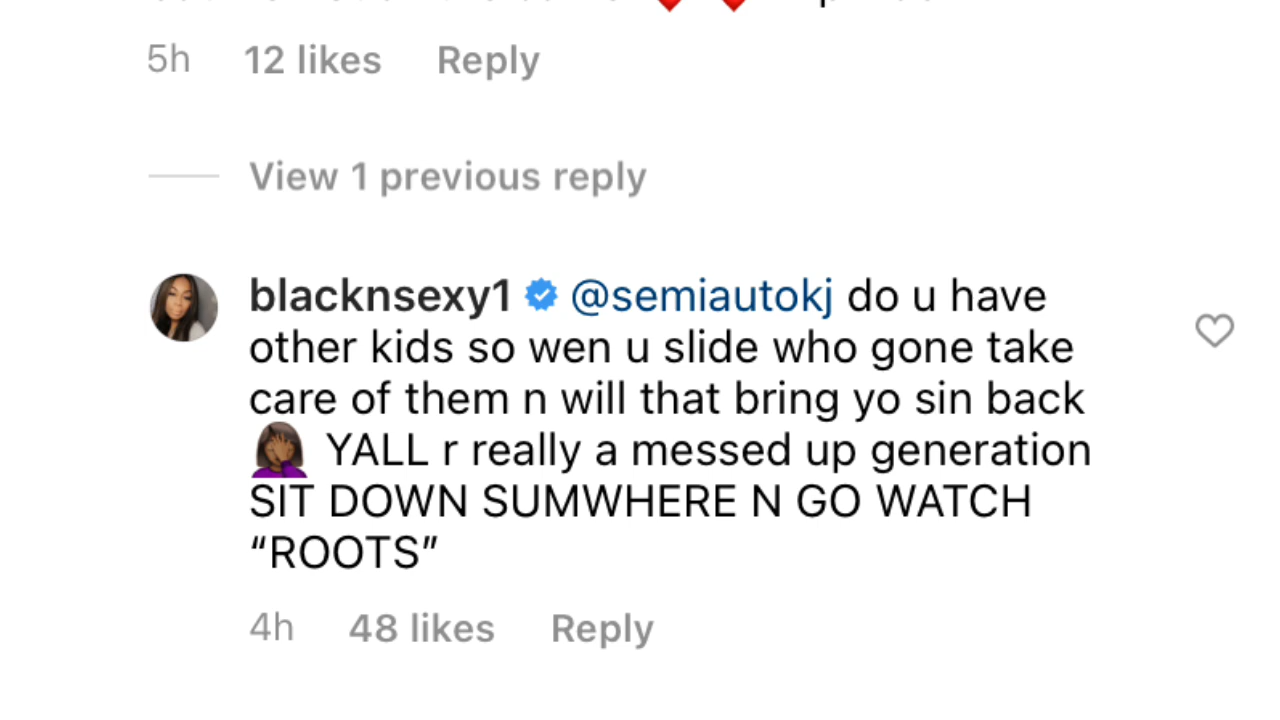 5h 12 likes Reply
View 1 previous reply
blacknsexy1 @semiautokj do u have
other kids so wen u slide who gone take
care of them n will that bring yo sin back
🤦🏾‍♀️ YALL r really a messed up generation
SIT DOWN SUMWHERE N GO WATCH
“ROOTS”
4h 48 likes Reply